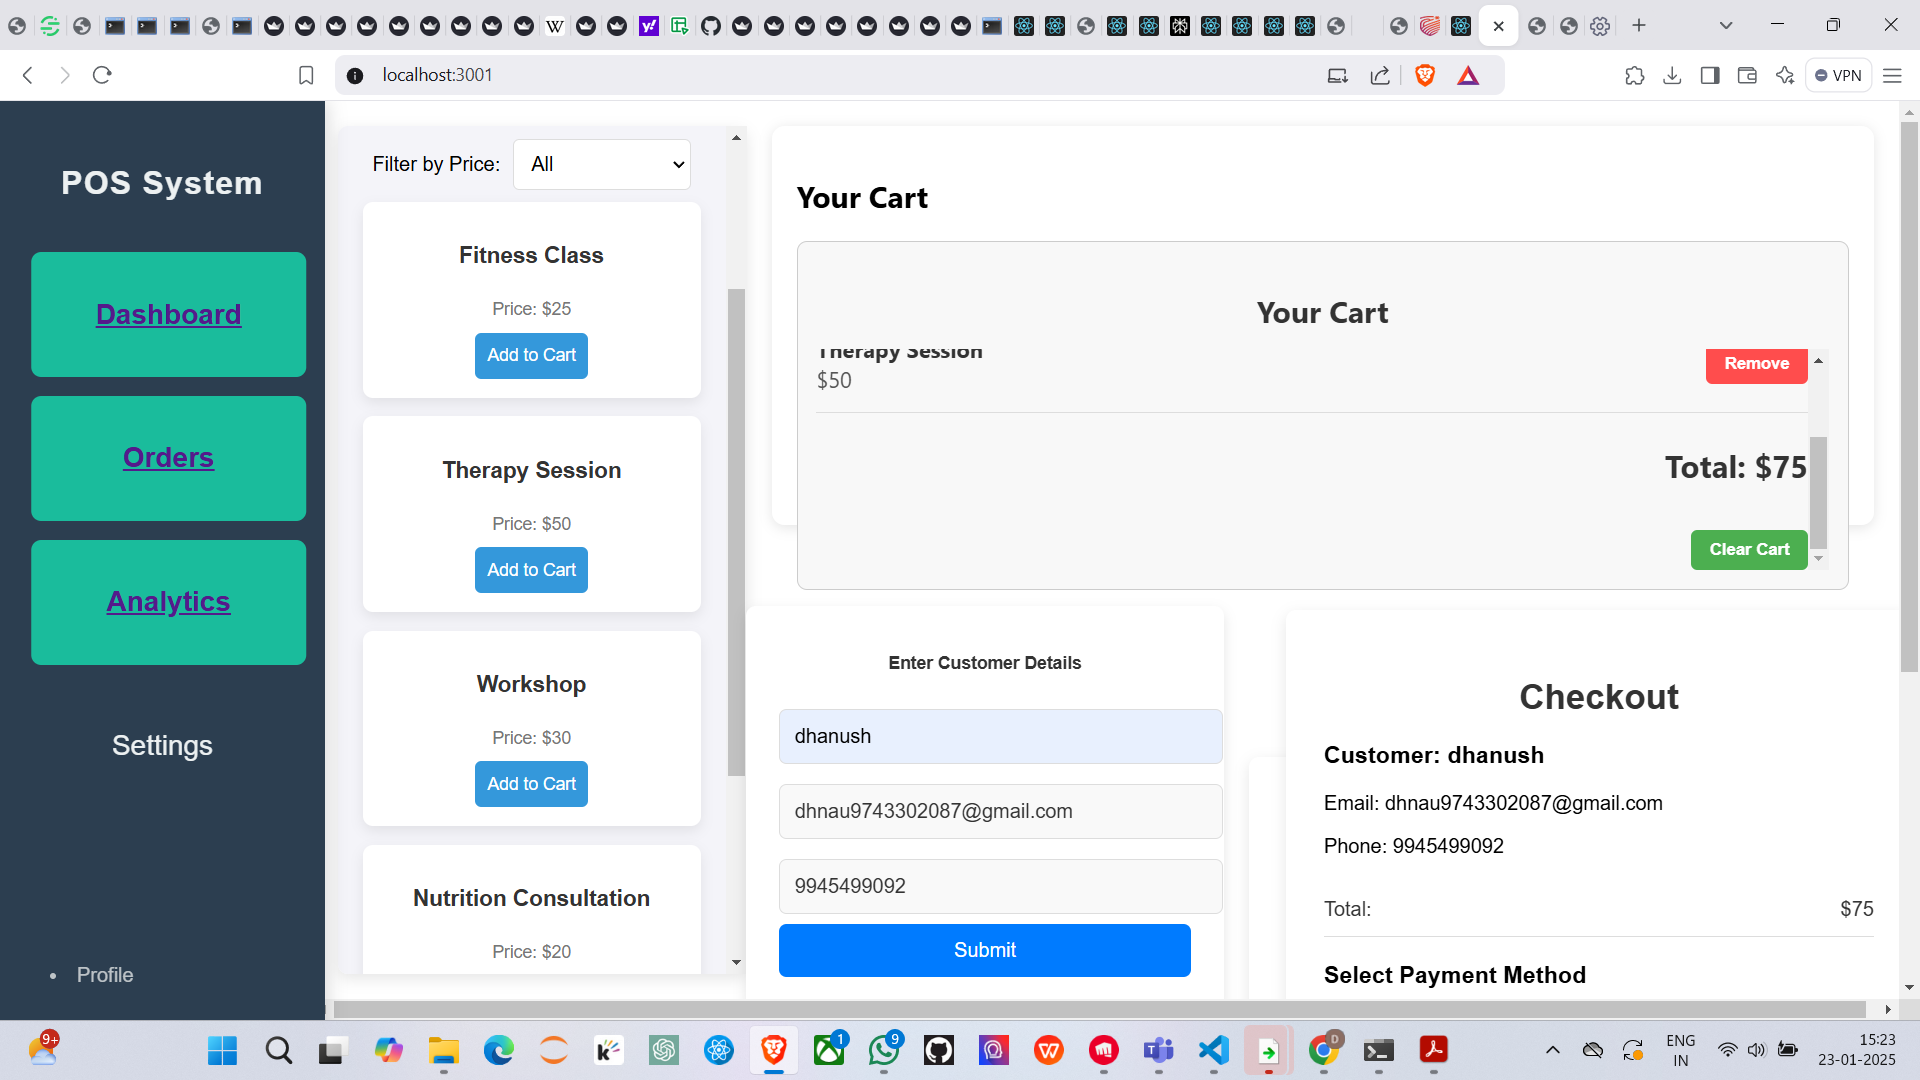 localhost:3001
VPN
POS System
Dashboard
Orders
Analytics
Settings
Profile
Filter by Price: All
Fitness Class
Price: $25
Add to Cart
Therapy Session
Price: $50
Add to Cart
Workshop
Price: $30
Add to Cart
Nutrition Consultation
Price: $20
Your Cart
Your Cart
Therapy Session
$50
Remove
Total: $75
Clear Cart
Enter Customer Details
dhanush
dhnau9743302087@gmail.com
9945499092
Submit
Checkout
Customer: dhanush
Email: dhnau9743302087@gmail.com
Phone: 9945499092
Total: $75
Select Payment Method
9+
1
9
D
ENG
IN
15:23
23-01-2025